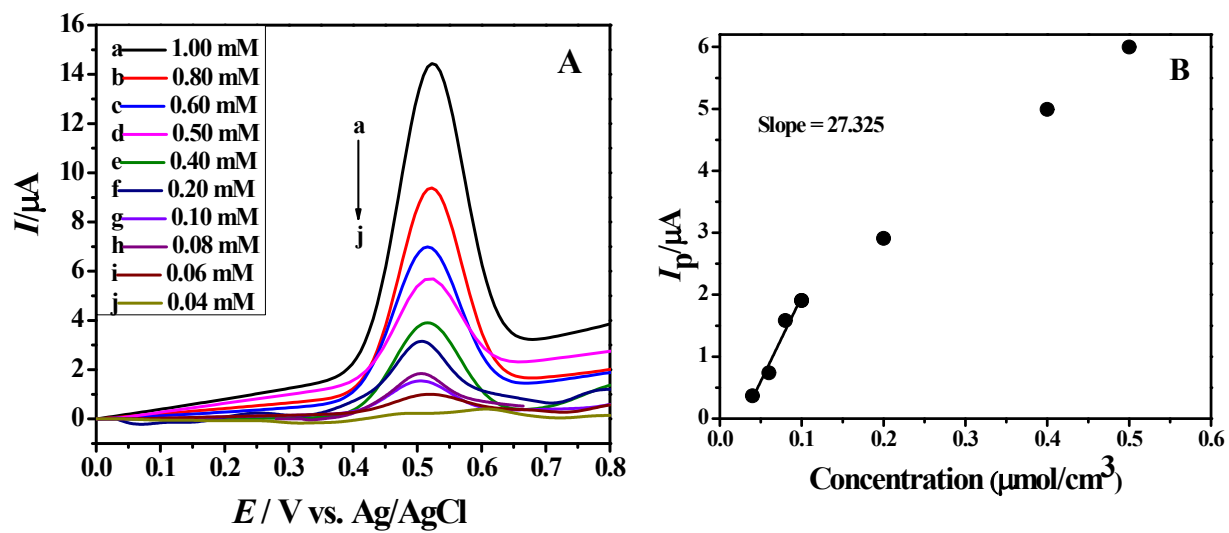 A
a 1.00 mM
b 0.80 mM
c 0.60 mM
d 0.50 mM
e 0.40 mM
f 0.20 mM
g 0.10 mM
h 0.08 mM
i 0.06 mM
j 0.04 mM
a
j
16
14
12
10
8
6
4
2
0
I/μA
0.0 0.1 0.2 0.3 0.4 0.5 0.6 0.7 0.8
E / V vs. Ag/AgCl
B
Slope = 27.325
6
5
4
3
2
1
0
Ip/μA
0.0 0.1 0.2 0.3 0.4 0.5 0.6
Concentration (μmol/cm³)